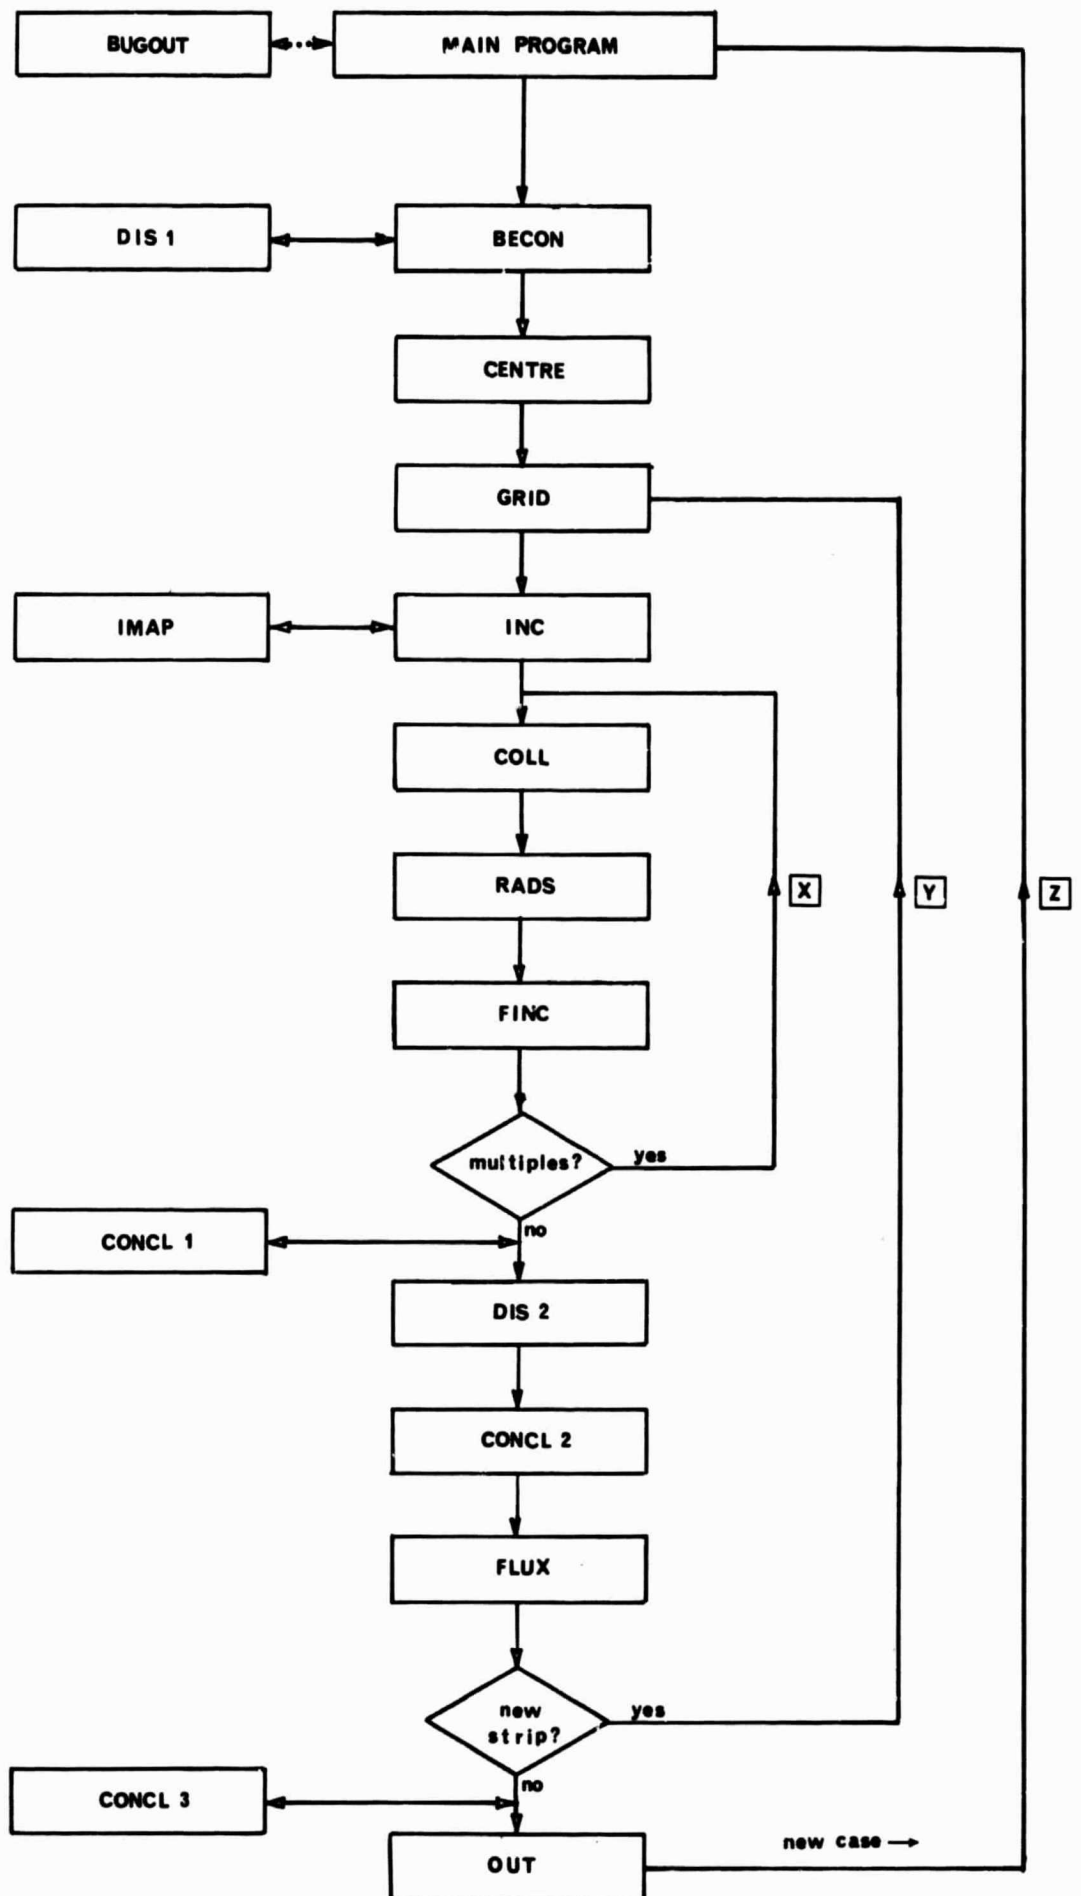 BUGOUT
MAIN PROGRAM
DIS 1
BECON
CENTRE
GRID
IMAP
INC
COLL
RADS
X
Y
Z
FINC
multiples?
yes
no
CONCL 1
DIS 2
CONCL 2
FLUX
new
strip?
yes
no
CONCL 3
new case →
OUT